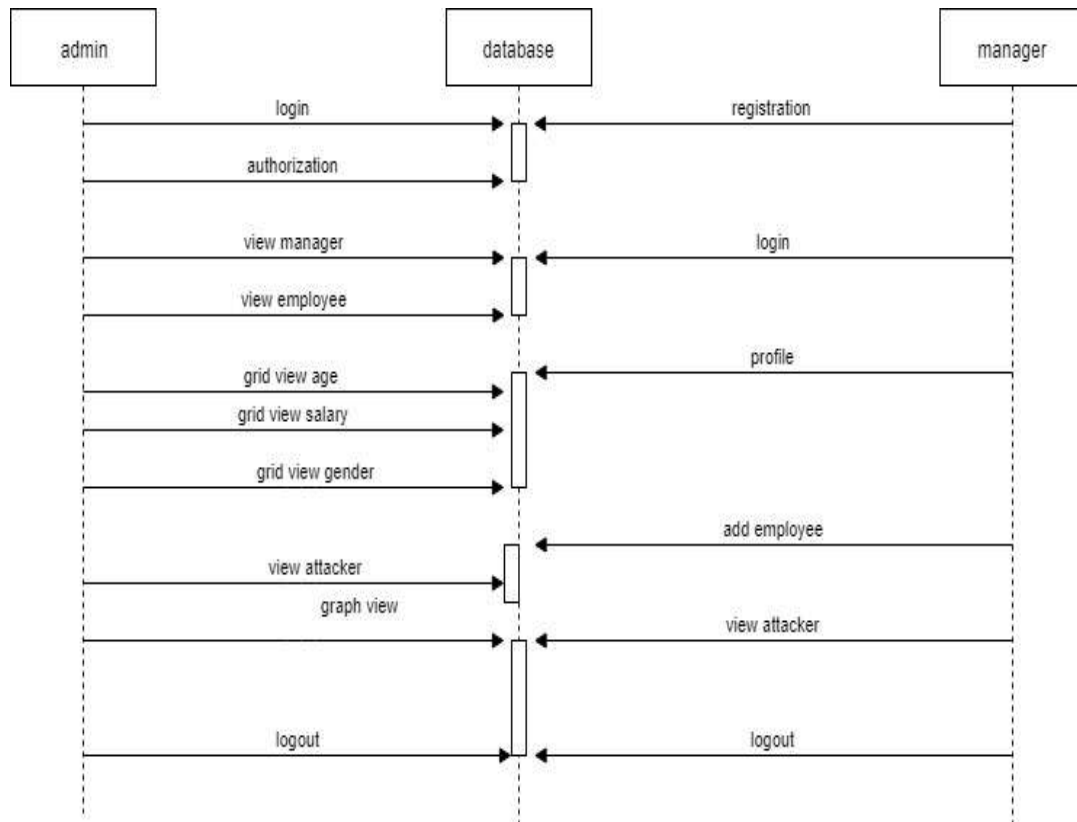 admin
database
manager
login
registration
authorization
view manager
login
view employee
profile
grid view age
grid view salary
grid view gender
add employee
view attacker
graph view
view attacker
logout
logout